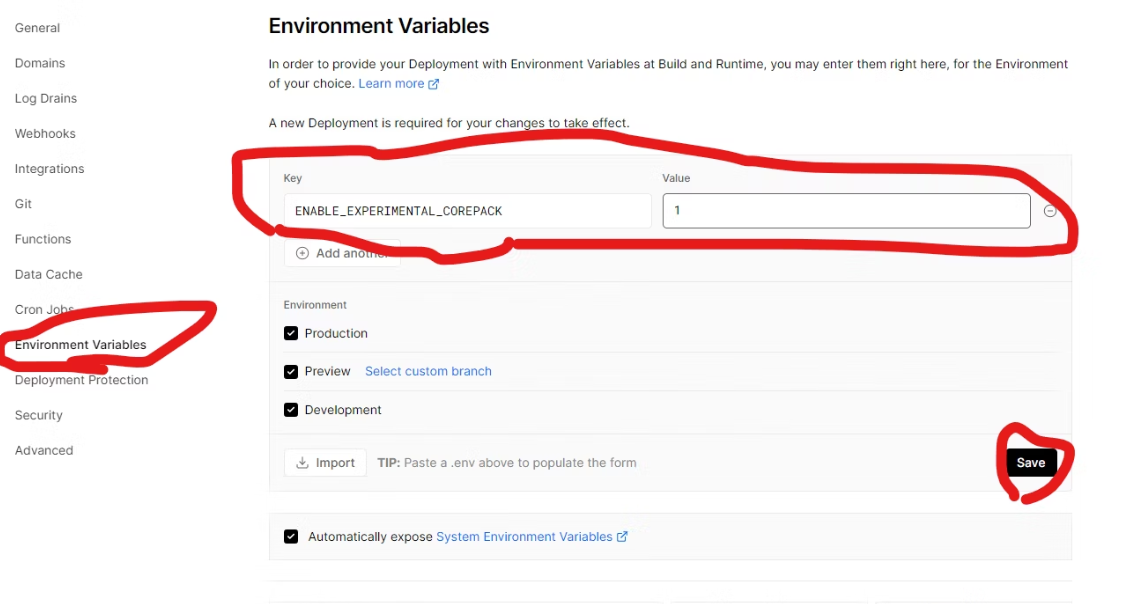 General
Domains
Log Drains
Webhooks
Integrations
Git
Functions
Data Cache
Cron Jobs
Environment Variables
Deployment Protection
Security
Advanced
Environment Variables
In order to provide your Deployment with Environment Variables at Build and Runtime, you may enter them right here, for the Environment
of your choice. Learn more
A new Deployment is required for your changes to take effect.
Key Value
ENABLE_EXPERIMENTAL_COREPACK 1
Add another
Environment
Production
Preview Select custom branch
Development
Import TIP: Paste a .env above to populate the form Save
Automatically expose System Environment Variables